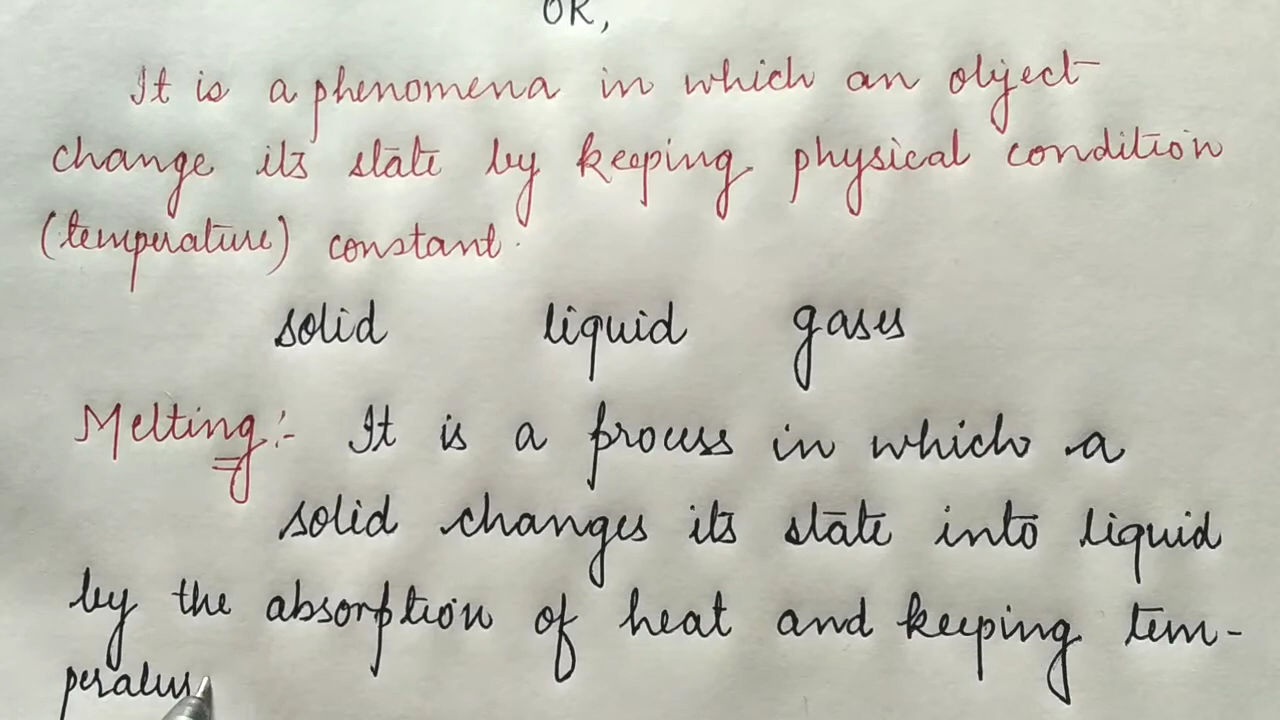 OR,
It is a phenomena in which an object
change its state by keeping physical condition
(temperature) constant.
solid liquid gases
Melting:- It is a process in which a
solid changes its state into liquid
by the absorption of heat and keeping tem-
peratur